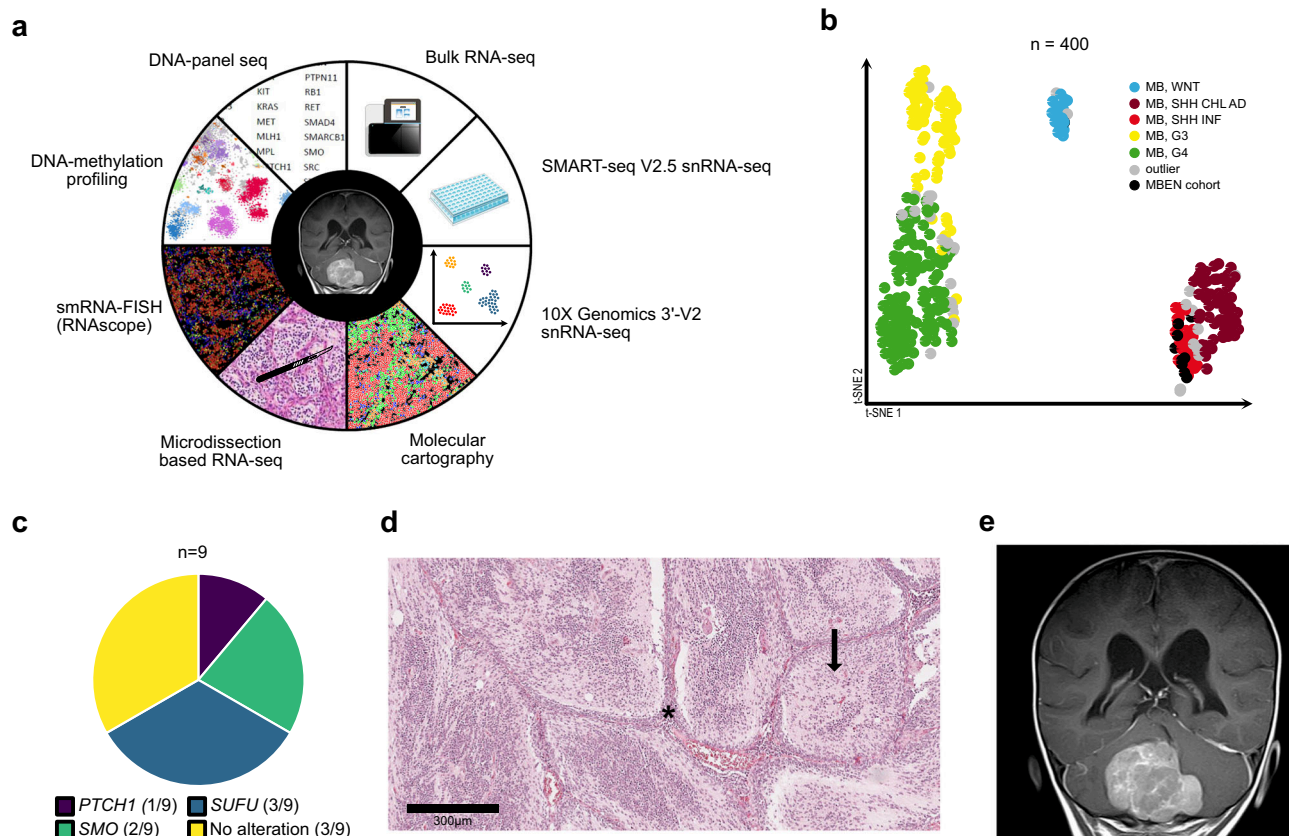 a
DNA-panel seq
Bulk RNA-seq
DNA-methylation
profiling
SMART-seq V2.5 snRNA-seq
smRNA-FISH
(RNAscope)
10X Genomics 3'-V2
snRNA-seq
Microdissection
based RNA-seq
Molecular
cartography
PTPN11
KIT
RB1
KRAS
RET
MET
SMAD4
MLH1
SMARCB1
MPL
SMO
SRC
b
n = 400
MB, WNT
MB, SHH CHL AD
MB, SHH INF
MB, G3
MB, G4
outlier
MBEN cohort
t-SNE 2
t-SNE 1
c
n=9
PTCH1 (1/9)
SUFU (3/9)
SMO (2/9)
No alteration (3/9)
d
*
300µm
e